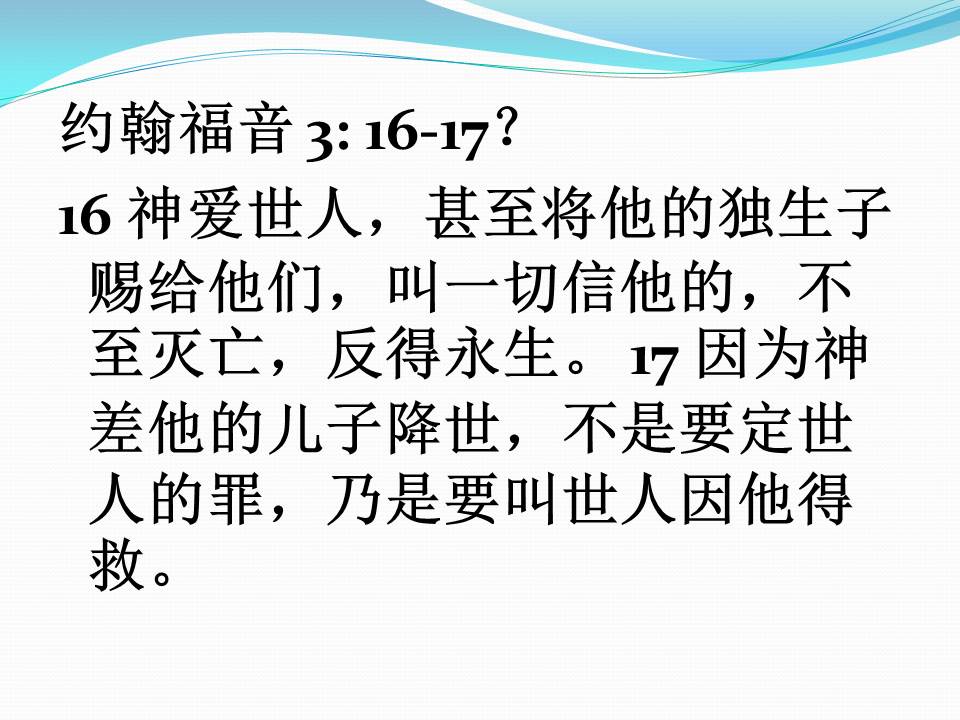 约翰福音 3: 16-17？
16 神爱世人，甚至将他的独生子
赐给他们，叫一切信他的，不
至灭亡，反得永生。 17 因为神
差他的儿子降世，不是要定世
人的罪，乃是要叫世人因他得
救。